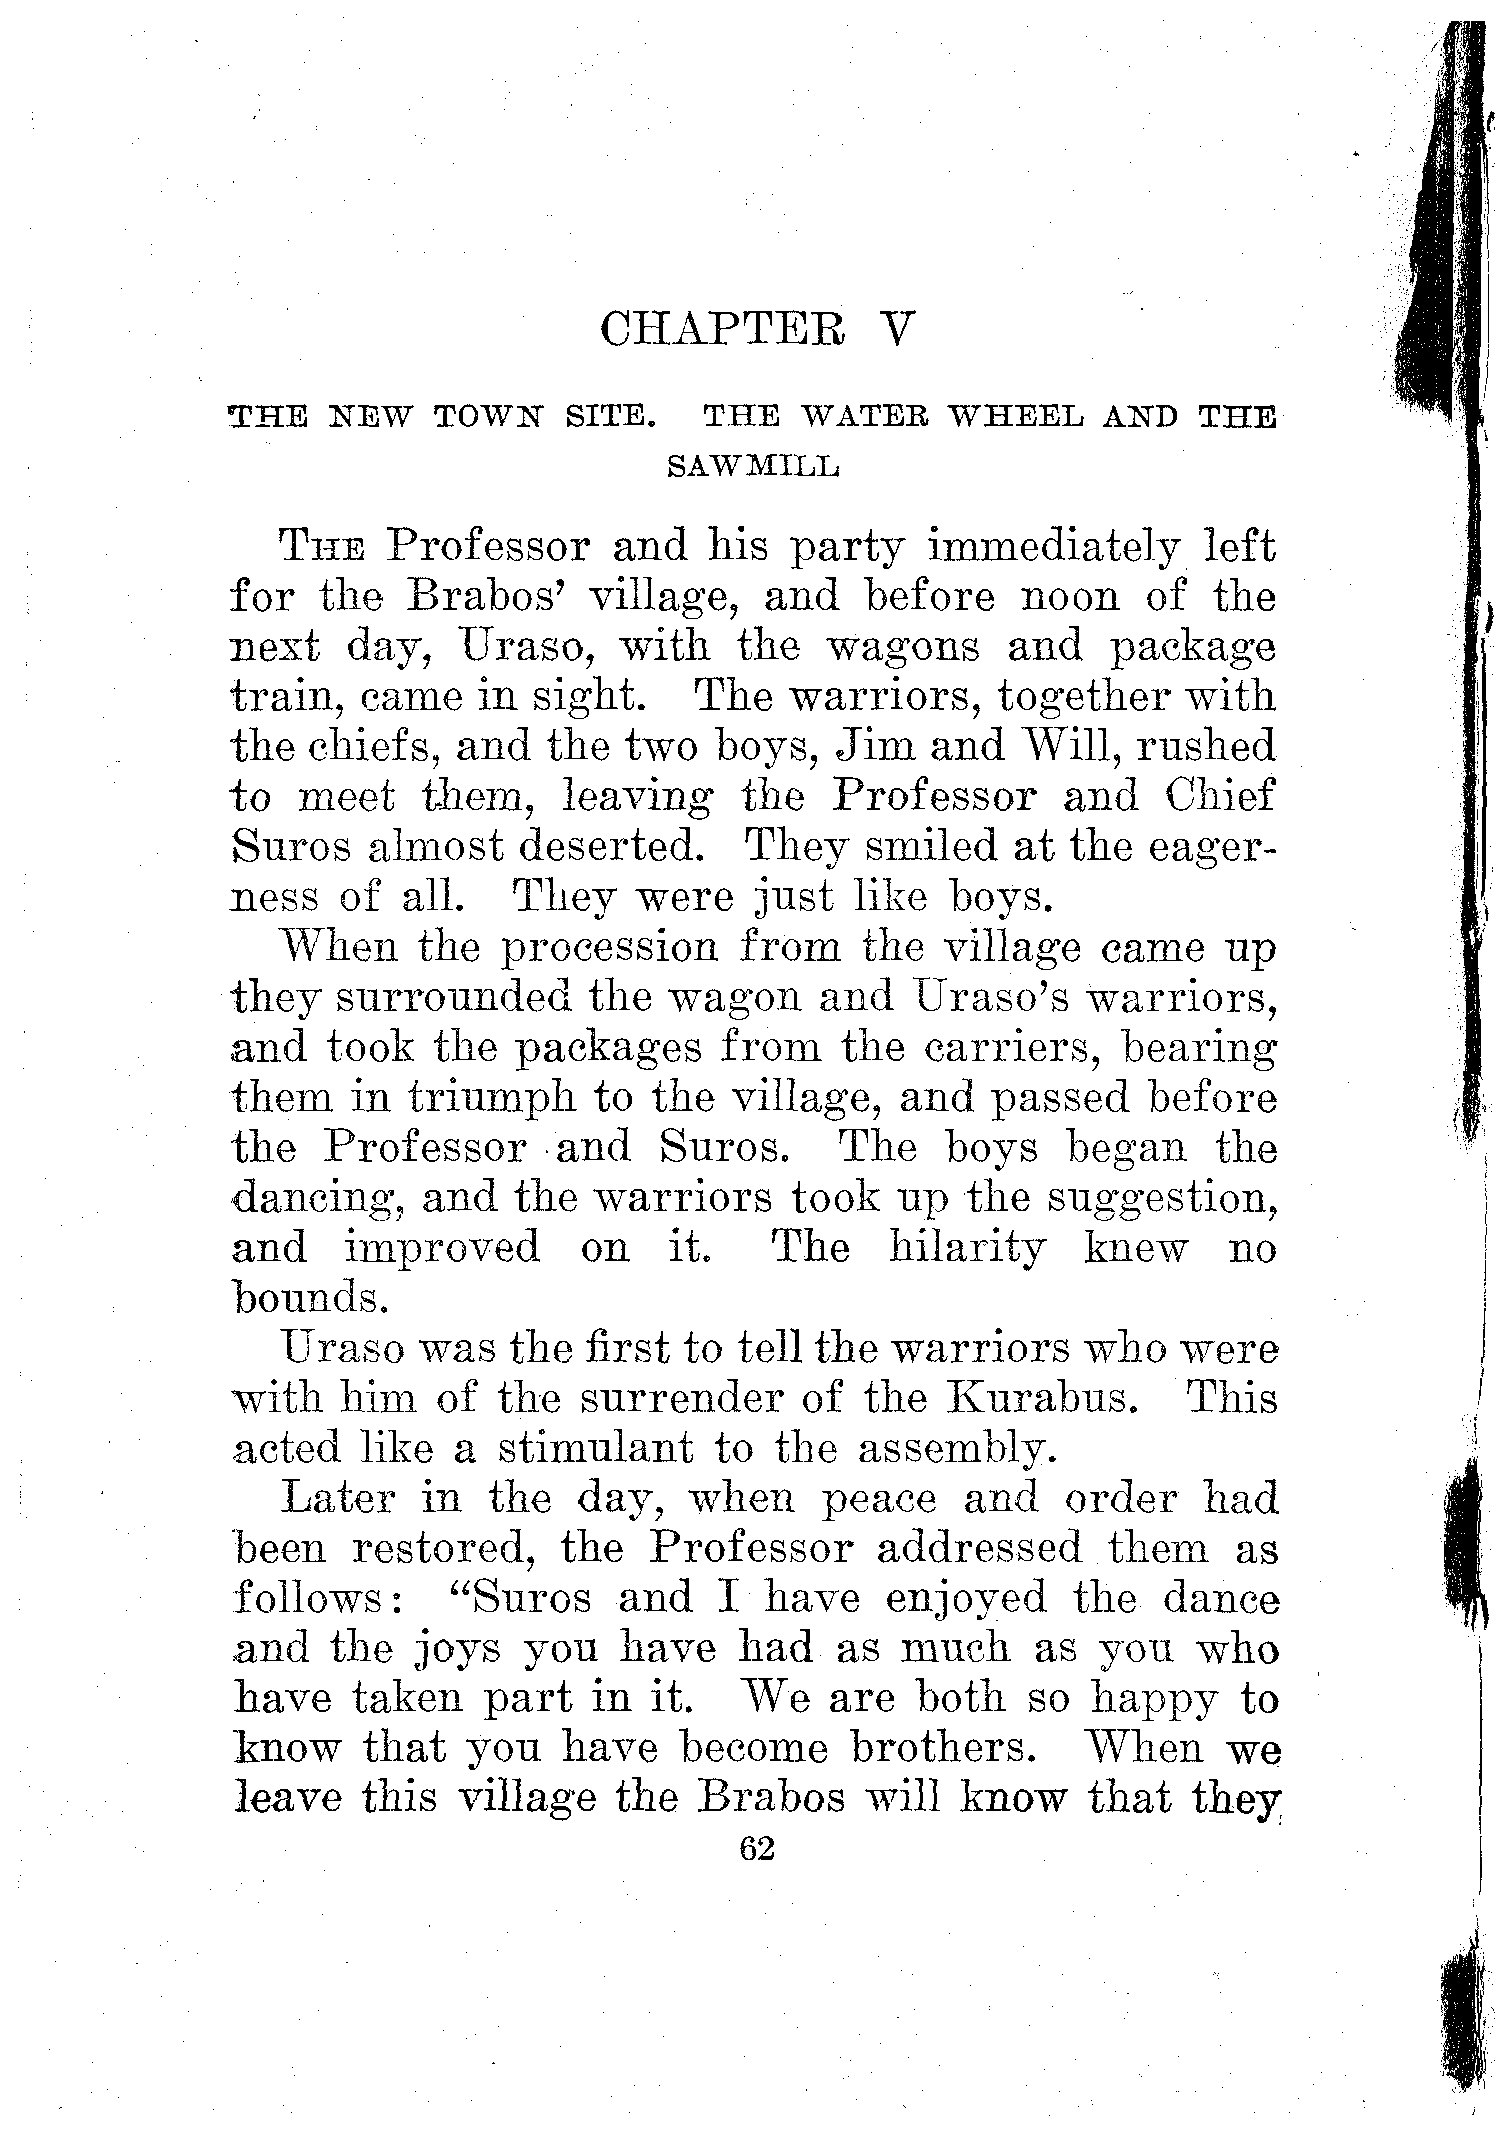 CHAPTER V
THE NEW TOWN SITE. THE WATER WHEEL AND THE
SAWMILL
THE Professor and his party immediately left
for the Brabos' village, and before noon of the
next day, Uraso, with the wagons and package
train, came in sight. The warriors, together with
the chiefs, and the two boys, Jim and Will, rushed
to meet them, leaving the Professor and Chief
Suros almost deserted. They smiled at the eager-
ness of all. They were just like boys.
When the procession from the village came up
they surrounded the wagon and Uraso's warriors,
and took the packages from the carriers, bearing
them in triumph to the village, and passed before
the Professor and Suros. The boys began the
dancing, and the warriors took up the suggestion,
and improved on it. The hilarity knew no
bounds.
Uraso was the first to tell the warriors who were
with him of the surrender of the Kurabus. This
acted like a stimulant to the assembly.
Later in the day, when peace and order had
been restored, the Professor addressed them as
follows: "Suros and I have enjoyed the dance
and the joys you have had as much as you who
have taken part in it. We are both so happy to
know that you have become brothers. When we
leave this village the Brabos will know that they
62